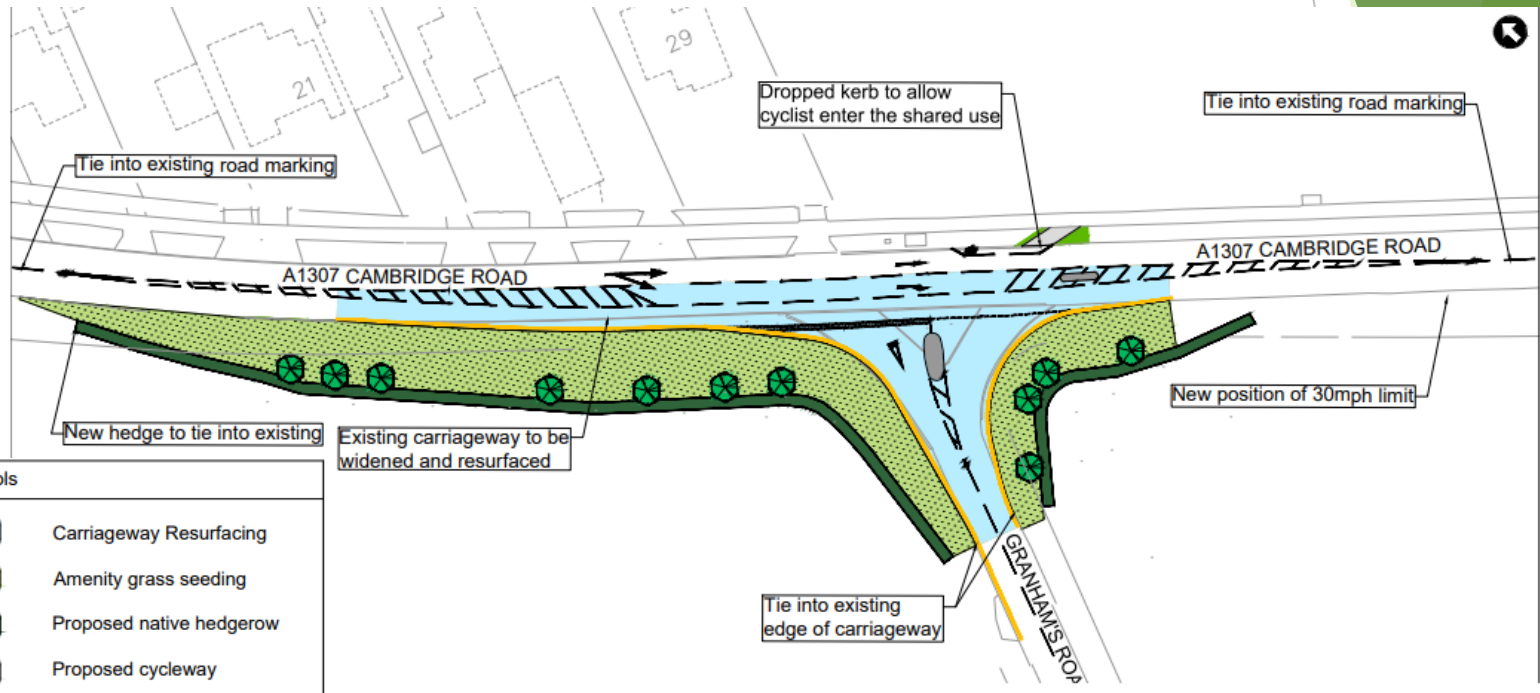 29
21
Dropped kerb to allow
cyclist enter the shared use
Tie into existing road marking
Tie into existing road marking
A1307 CAMBRIDGE ROAD
A1307 CAMBRIDGE ROAD
New position of 30mph limit
New hedge to tie into existing
Existing carriageway to be
widened and resurfaced
ols
Carriageway Resurfacing
Amenity grass seeding
Proposed native hedgerow
Proposed cycleway
Tie into existing
edge of carriageway
GRANHAM'S ROA